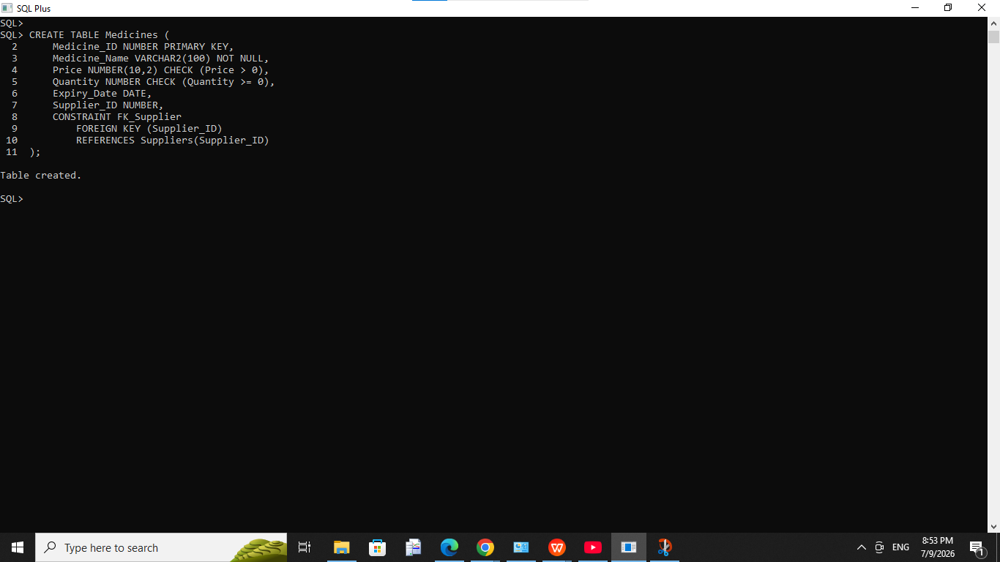 SQL Plus
SQL>
SQL> CREATE TABLE Medicines (
  2      Medicine_ID NUMBER PRIMARY KEY,
  3      Medicine_Name VARCHAR2(100) NOT NULL,
  4      Price NUMBER(10,2) CHECK (Price > 0),
  5      Quantity NUMBER CHECK (Quantity >= 0),
  6      Expiry_Date DATE,
  7      Supplier_ID NUMBER,
  8      CONSTRAINT FK_Supplier
  9          FOREIGN KEY (Supplier_ID)
 10          REFERENCES Suppliers(Supplier_ID)
 11  );
Table created.
SQL>
Type here to search
W
ENG
8:53 PM
7/9/2026
1